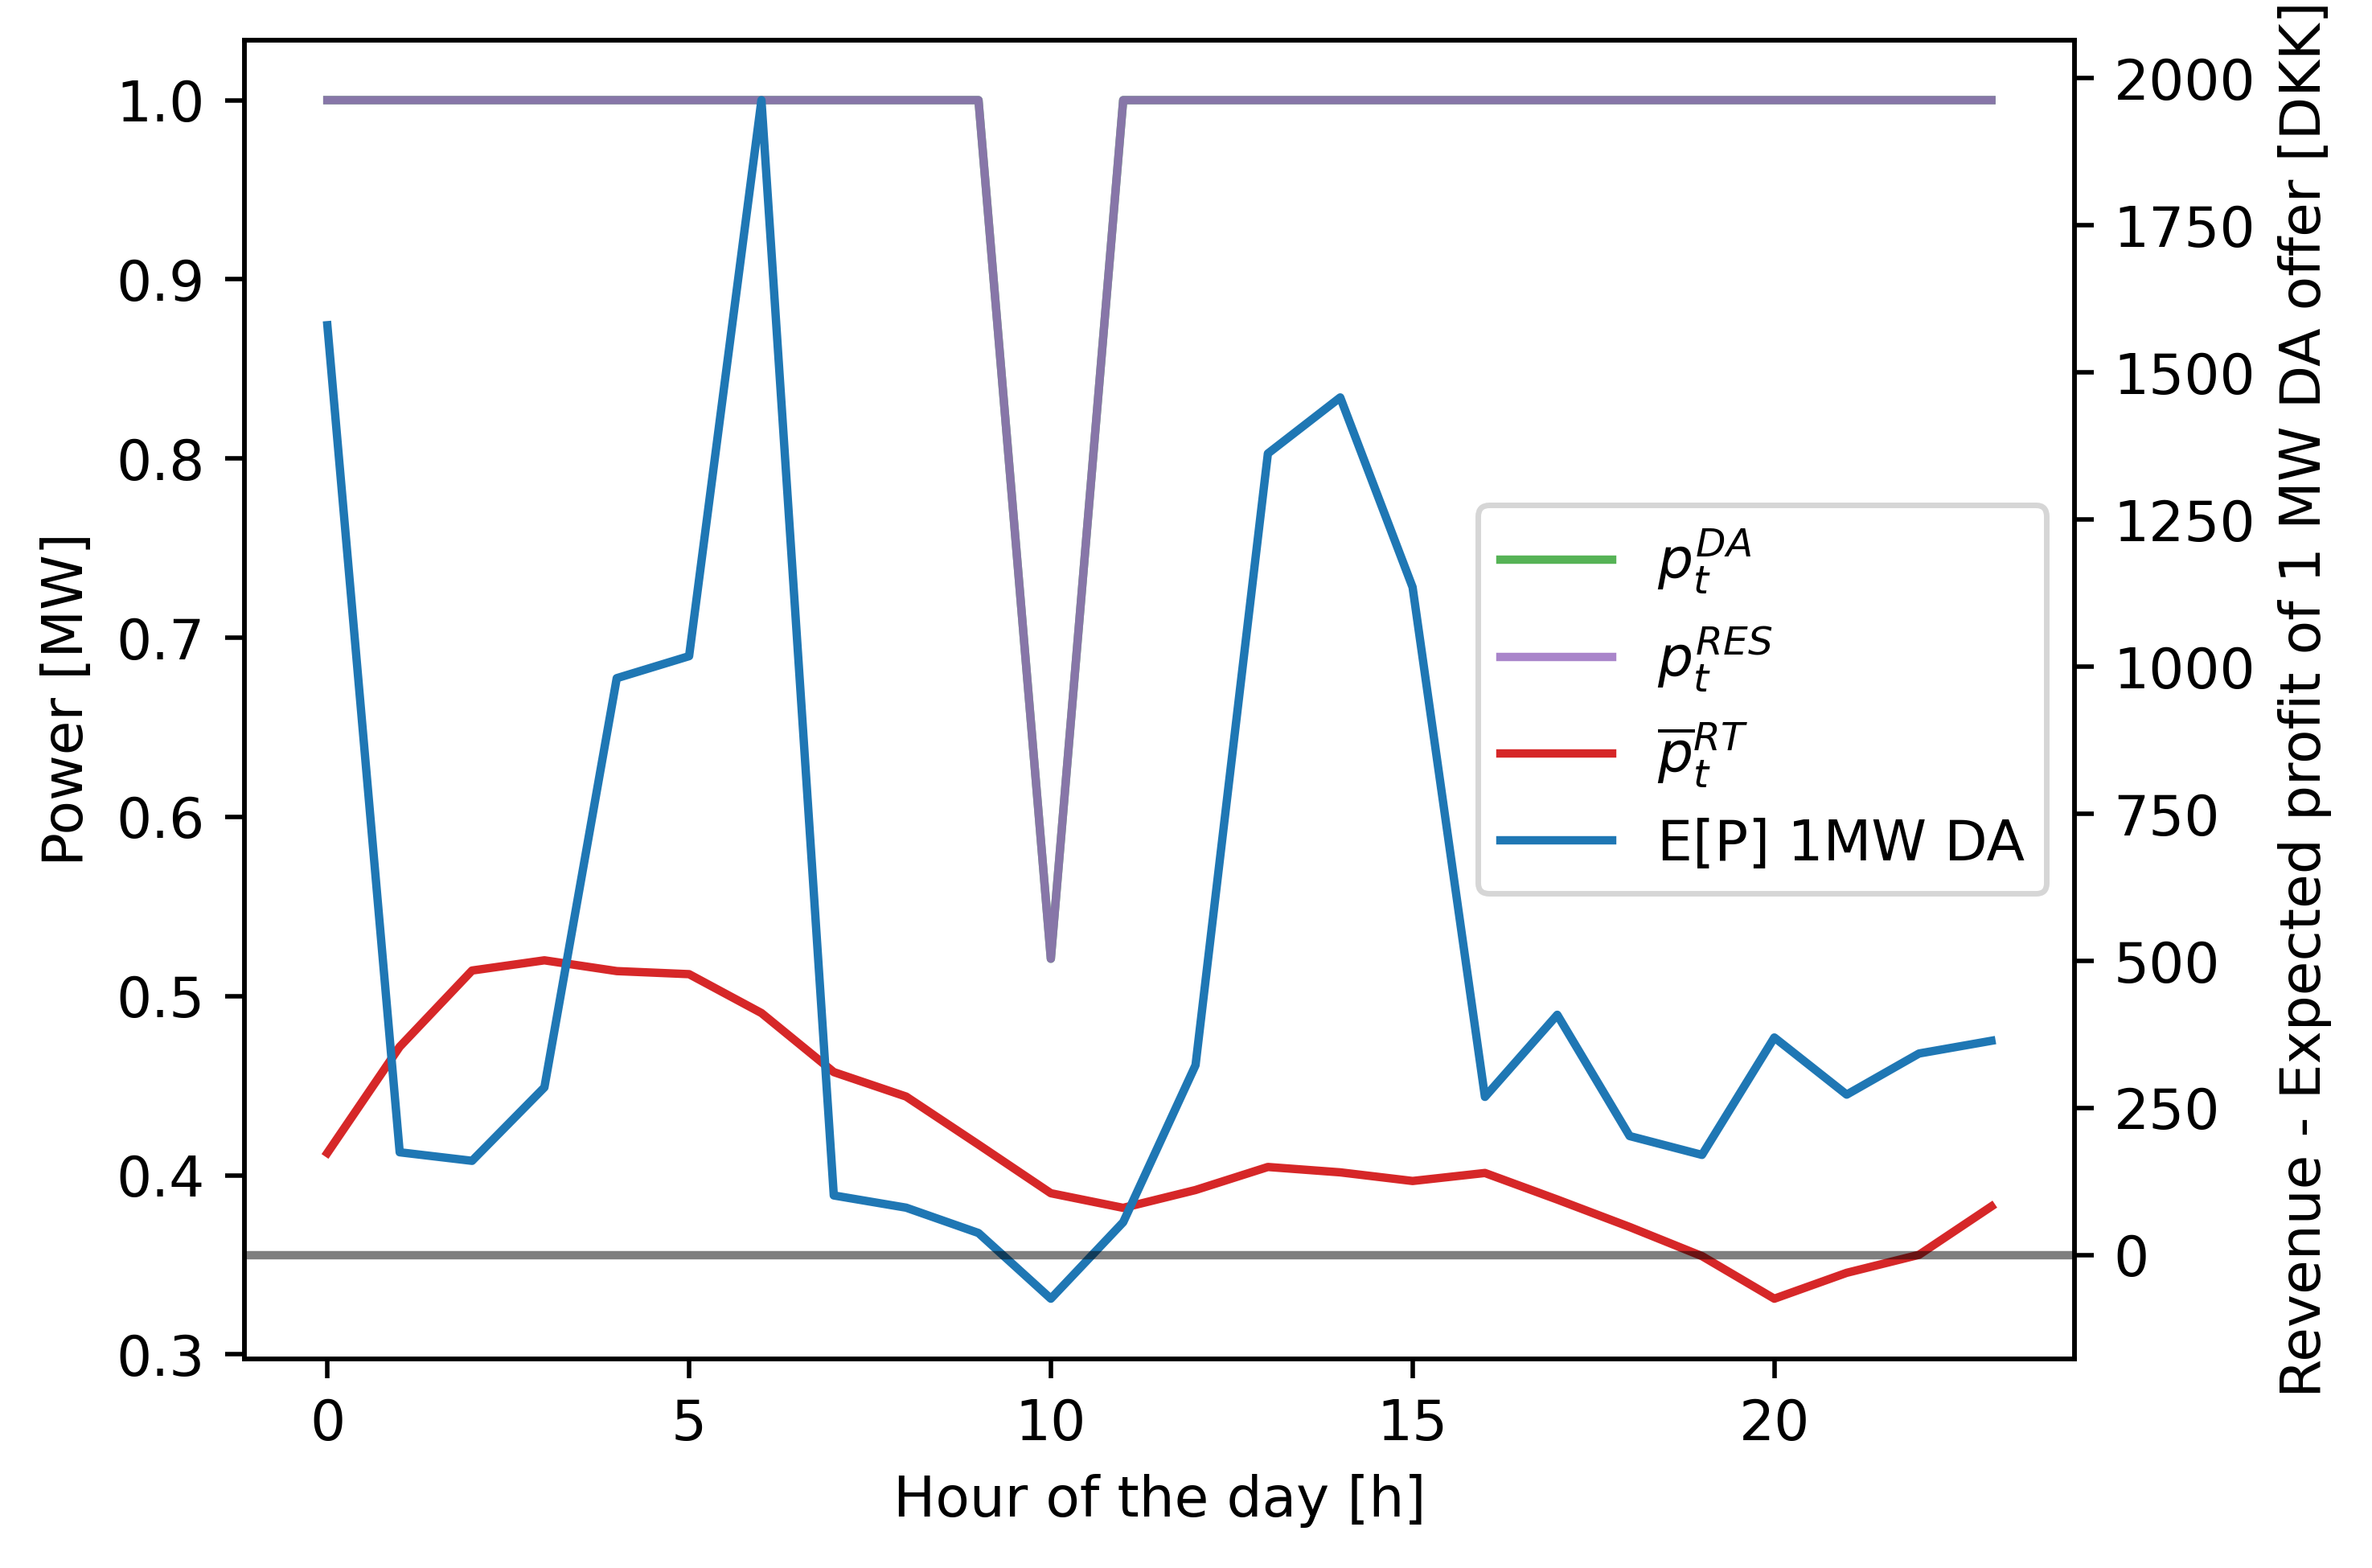 Power [MW]
1.0
0.9
0.8
0.7
0.6
0.5
0.4
0.3
0 5 10 15 20
Hour of the day [h]
p_t^{DA}
p_t^{RES}
\overline{p}_t^{RT}
E[P] 1MW DA
2000
1750
1500
1250
1000
750
500
250
0
Revenue - Expected profit of 1 MW DA offer [DKK]